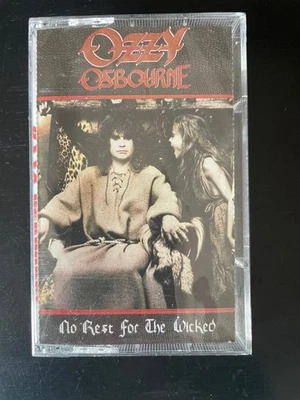 OZZY
OSBOURNE
No Rest for The Wicked